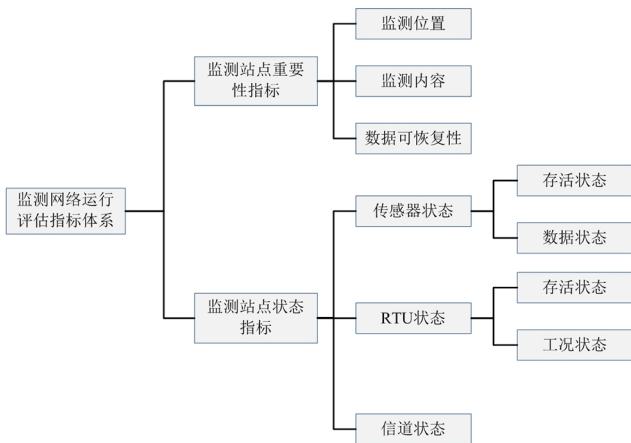 监测位置
监测站点重要
性指标
监测内容
数据可恢复性
监测网络运行
评估指标体系
存活状态
传感器状态
数据状态
监测站点状态
指标
存活状态
RTU状态
工况状态
信道状态